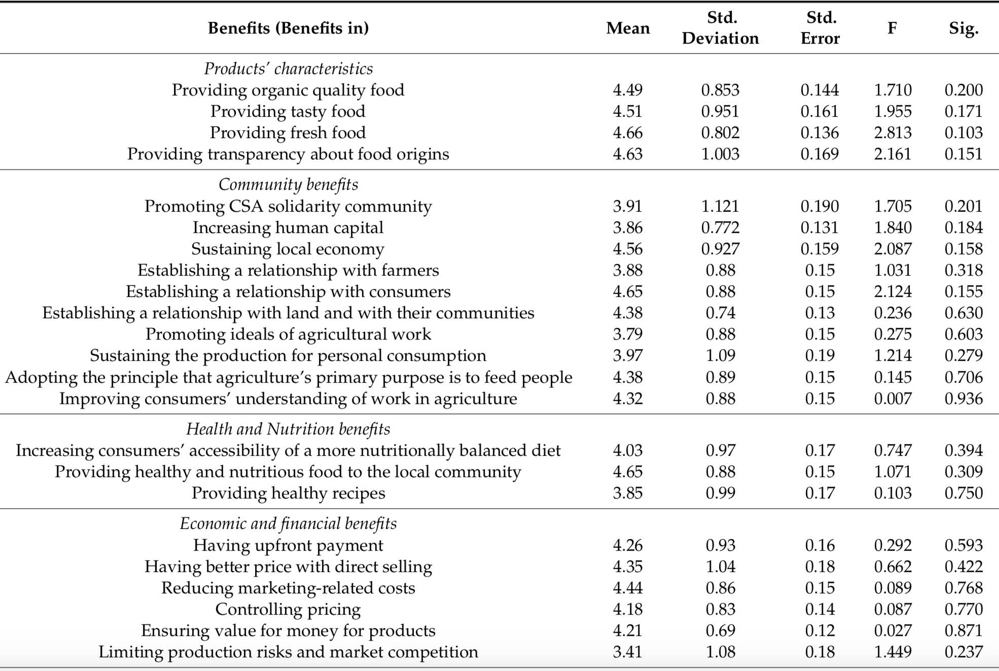 Benefits (Benefits in) Mean Std. Deviation Std. Error F Sig.
Products’ characteristics
Providing organic quality food 4.49 0.853 0.144 1.710 0.200
Providing tasty food 4.51 0.951 0.161 1.955 0.171
Providing fresh food 4.66 0.802 0.136 2.813 0.103
Providing transparency about food origins 4.63 1.003 0.169 2.161 0.151
Community benefits
Promoting CSA solidarity community 3.91 1.121 0.190 1.705 0.201
Increasing human capital 3.86 0.772 0.131 1.840 0.184
Sustaining local economy 4.56 0.927 0.159 2.087 0.158
Establishing a relationship with farmers 3.88 0.88 0.15 1.031 0.318
Establishing a relationship with consumers 4.65 0.88 0.15 2.124 0.155
Establishing a relationship with land and with their communities 4.38 0.74 0.13 0.236 0.630
Promoting ideals of agricultural work 3.79 0.88 0.15 0.275 0.603
Sustaining the production for personal consumption 3.97 1.09 0.19 1.214 0.279
Adopting the principle that agriculture’s primary purpose is to feed people 4.38 0.89 0.15 0.145 0.706
Improving consumers’ understanding of work in agriculture 4.32 0.88 0.15 0.007 0.936
Health and Nutrition benefits
Increasing consumers’ accessibility of a more nutritionally balanced diet 4.03 0.97 0.17 0.747 0.394
Providing healthy and nutritious food to the local community 4.65 0.88 0.15 1.071 0.309
Providing healthy recipes 3.85 0.99 0.17 0.103 0.750
Economic and financial benefits
Having upfront payment 4.26 0.93 0.16 0.292 0.593
Having better price with direct selling 4.35 1.04 0.18 0.662 0.422
Reducing marketing-related costs 4.44 0.86 0.15 0.089 0.768
Controlling pricing 4.18 0.83 0.14 0.087 0.770
Ensuring value for money for products 4.21 0.69 0.12 0.027 0.871
Limiting production risks and market competition 3.41 1.08 0.18 1.449 0.237